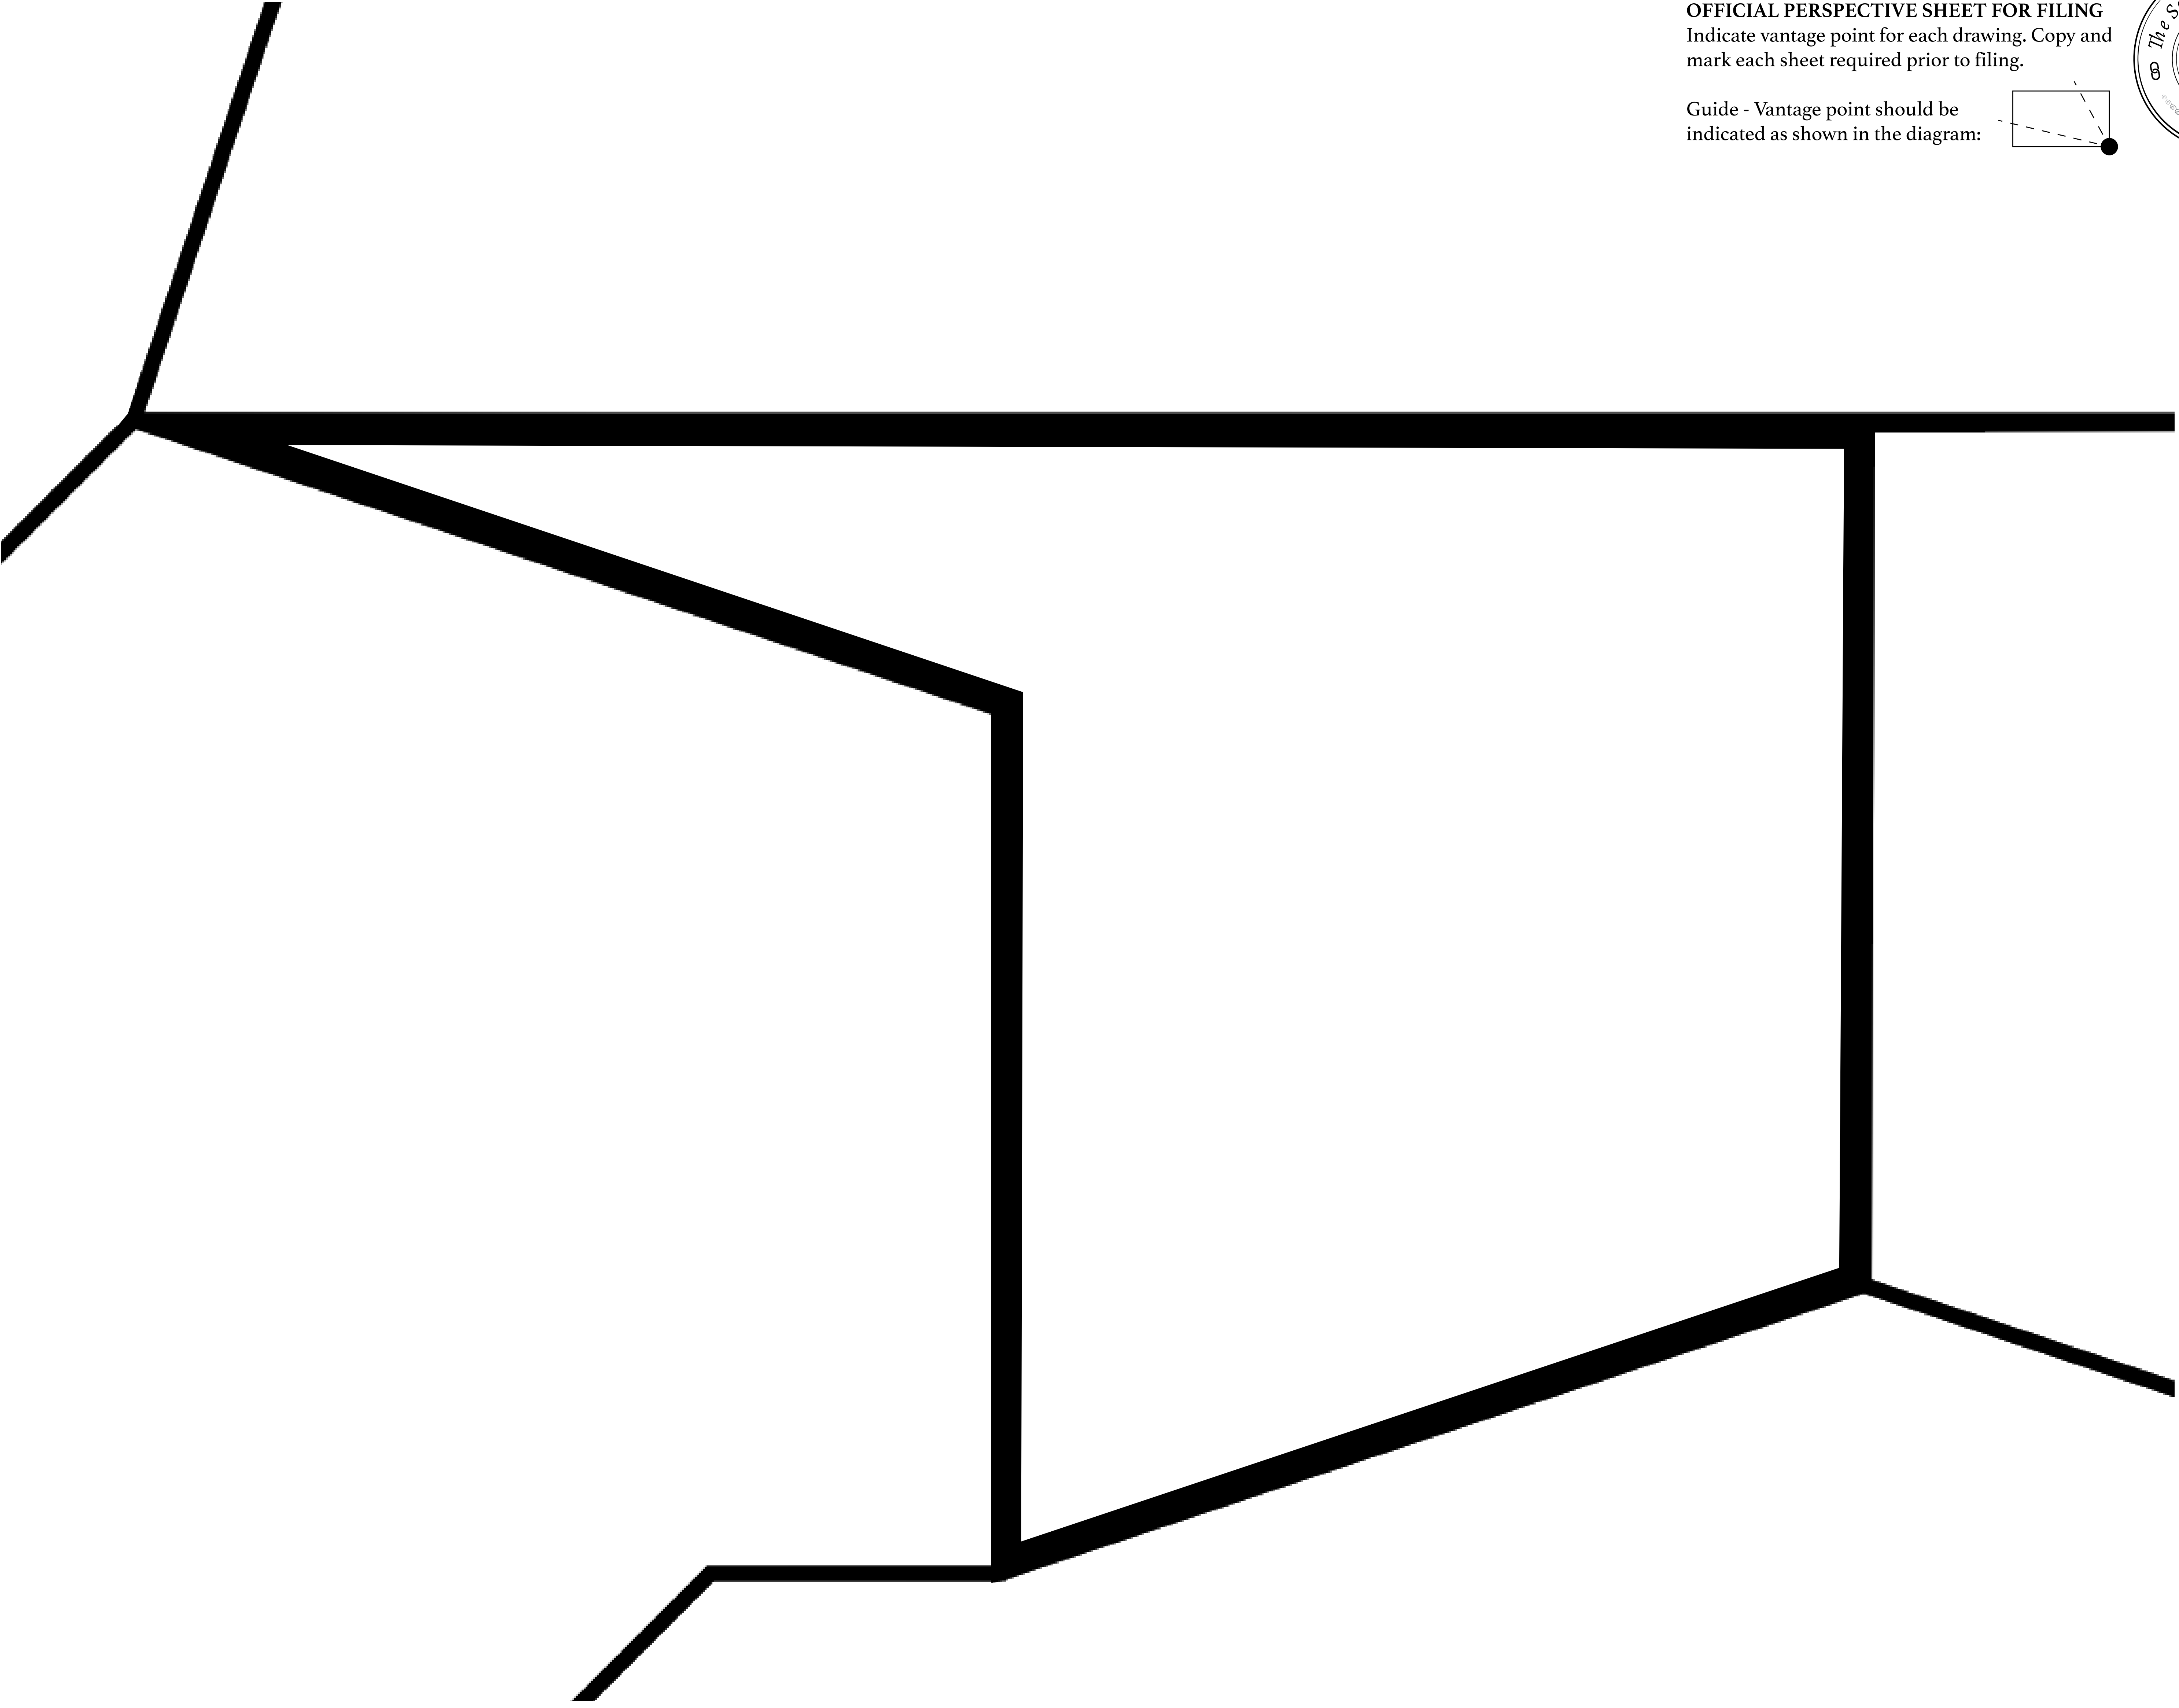 OFFICIAL PERSPECTIVE SHEET FOR FILING
Indicate vantage point for each drawing. Copy and
mark each sheet required prior to filing.
Guide - Vantage point should be
indicated as shown in the diagram:
The